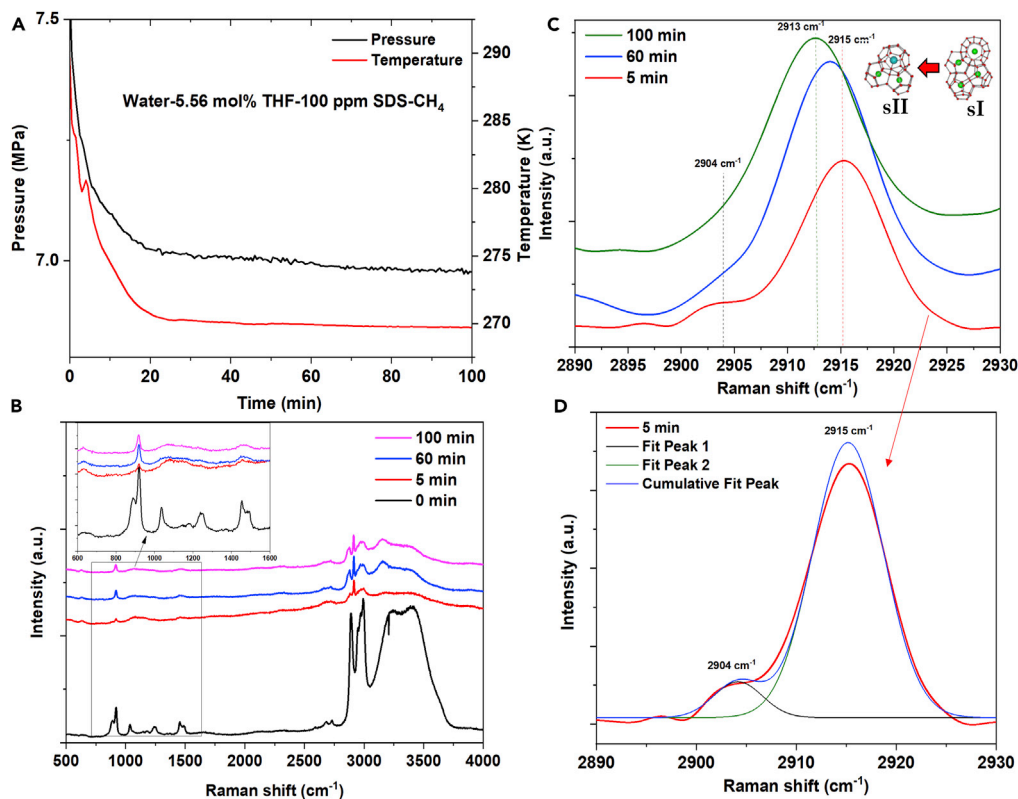 A
7.5
7.0
Pressure (MPa)
Pressure
Temperature
Water-5.56 mol% THF-100 ppm SDS-CH4
290
285
280
275
270
Temperature (K)
0 20 40 60 80 100
Time (min)
B
100 min
60 min
5 min
0 min
600 800 1000 1200 1400 1600
Intensity (a.u.)
500 1000 1500 2000 2500 3000 3500 4000
Raman shift (cm-1)
C
100 min
60 min
5 min
2913 cm-1
2915 cm-1
2904 cm-1
sII
sI
Intensity (a.u.)
2890 2895 2900 2905 2910 2915 2920 2925 2930
Raman shift (cm-1)
D
5 min
Fit Peak 1
Fit Peak 2
Cumulative Fit Peak
2915 cm-1
2904 cm-1
Intensity (a.u.)
2890 2900 2910 2920 2930
Raman shift (cm-1)